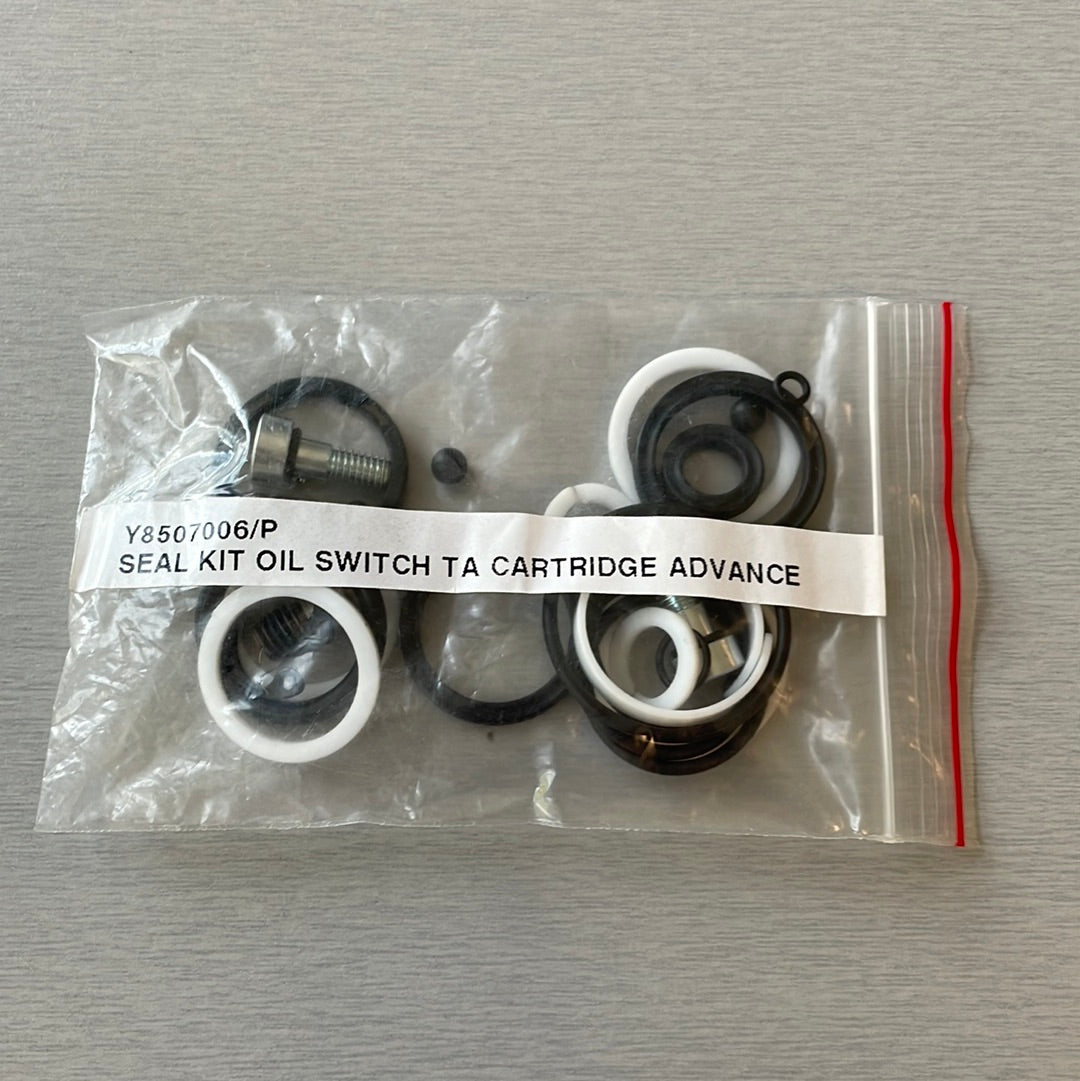 Y8507006/P
SEAL KIT OIL SWITCH TA CARTRIDGE ADVANCE